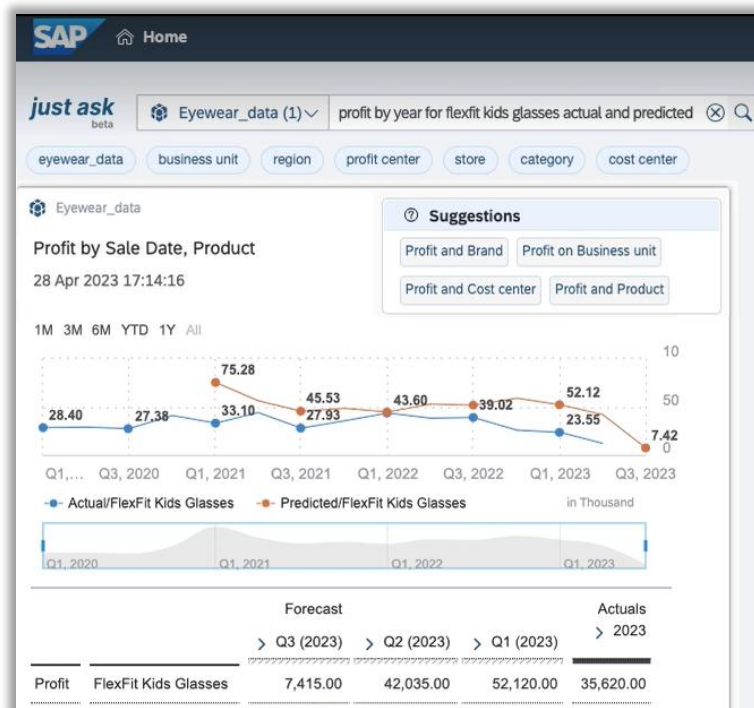 SAP Home
just ask
beta
Eyewear_data (1)
profit by year for flexfit kids glasses actual and predicted
eyewear_data business unit region profit center store category cost center
Eyewear_data
Profit by Sale Date, Product
28 Apr 2023 17:14:16
Suggestions
Profit and Brand Profit on Business unit
Profit and Cost center Profit and Product
1M 3M 6M YTD 1Y All
10
75.28
50
45.53 43.60 52.12
28.40 27.38 33.10 27.93 39.02 23.55
7.42
0
Q1,... Q3, 2020 Q1, 2021 Q3, 2021 Q1, 2022 Q3, 2022 Q1, 2023 Q3, 2023
Actual/FlexFit Kids Glasses Predicted/FlexFit Kids Glasses in Thousand
Q1, 2020 Q1, 2021 Q1, 2022 Q1, 2023
Forecast Actuals
Q3 (2023) Q2 (2023) Q1 (2023) 2023
Profit FlexFit Kids Glasses 7,415.00 42,035.00 52,120.00 35,620.00